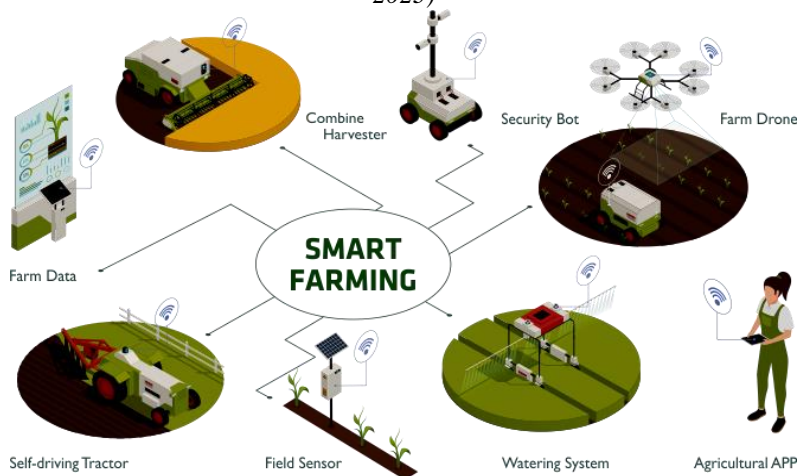 2023)
Combine
Harvester
Security Bot
Farm Drone
SMART
FARMING
Farm Data
Self-driving Tractor
Field Sensor
Watering System
Agricultural APP